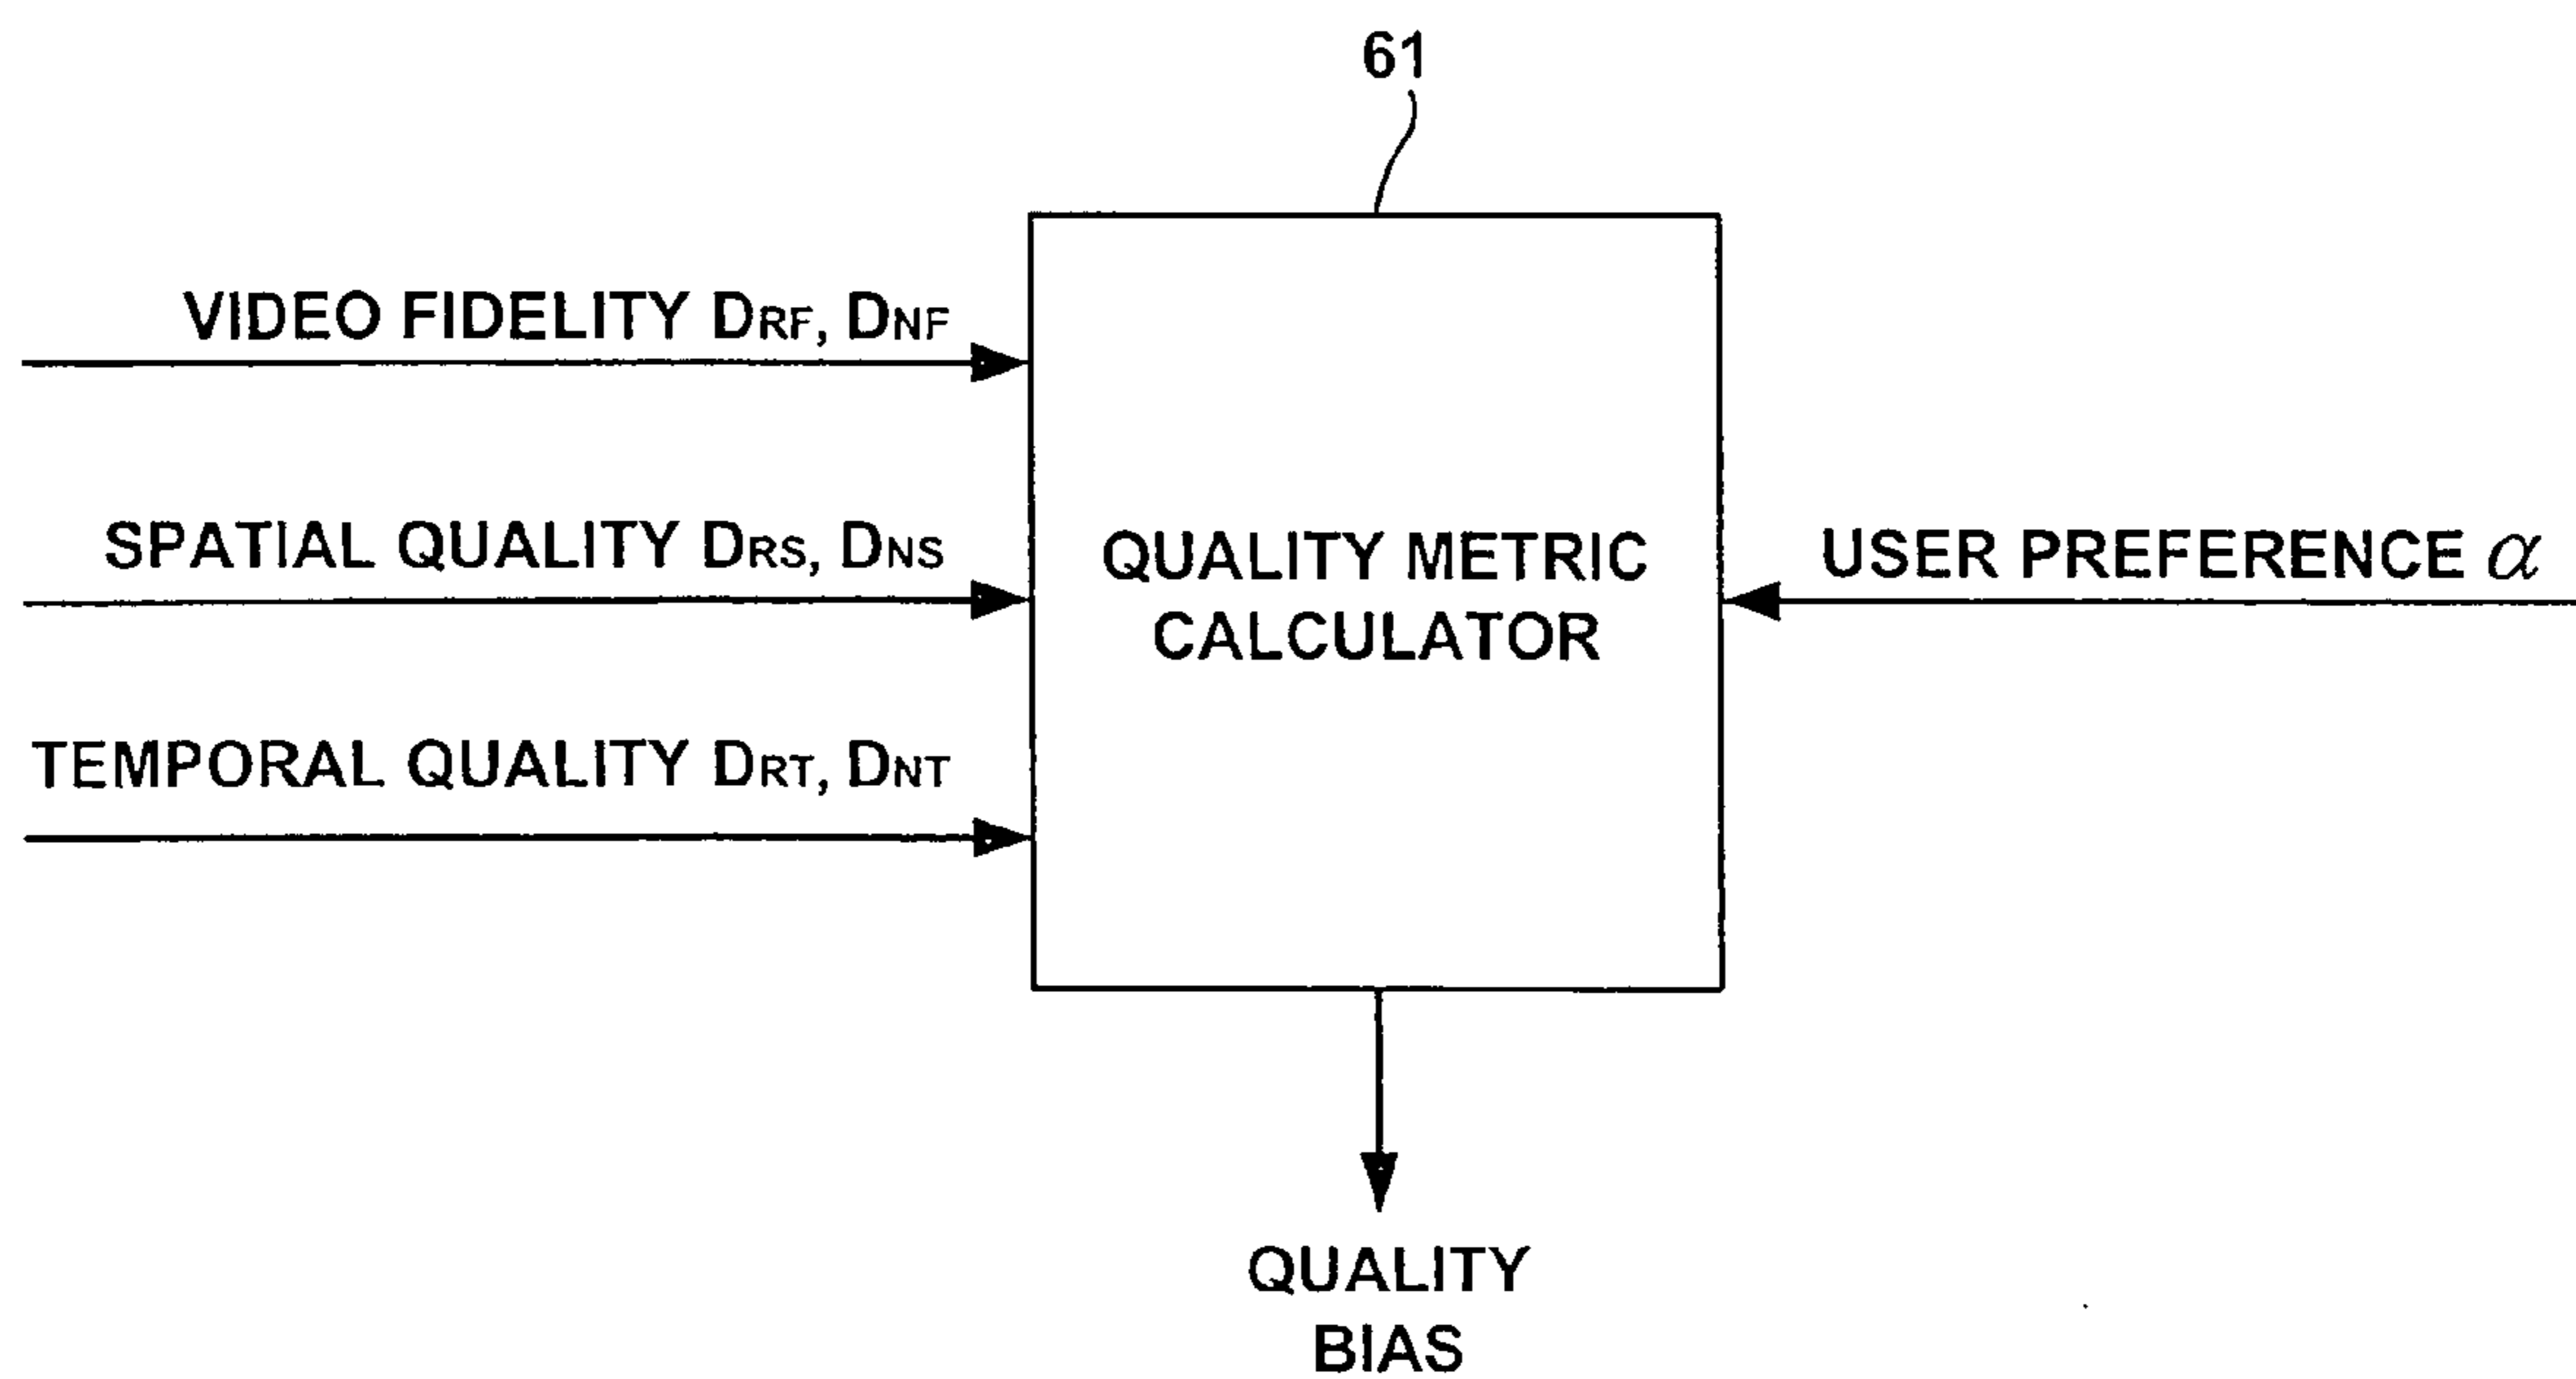 61
VIDEO FIDELITY DRF, DNF
SPATIAL QUALITY DRS, DNS
TEMPORAL QUALITY DRT, DNT
QUALITY METRIC
CALCULATOR
USER PREFERENCE α
QUALITY
BIAS